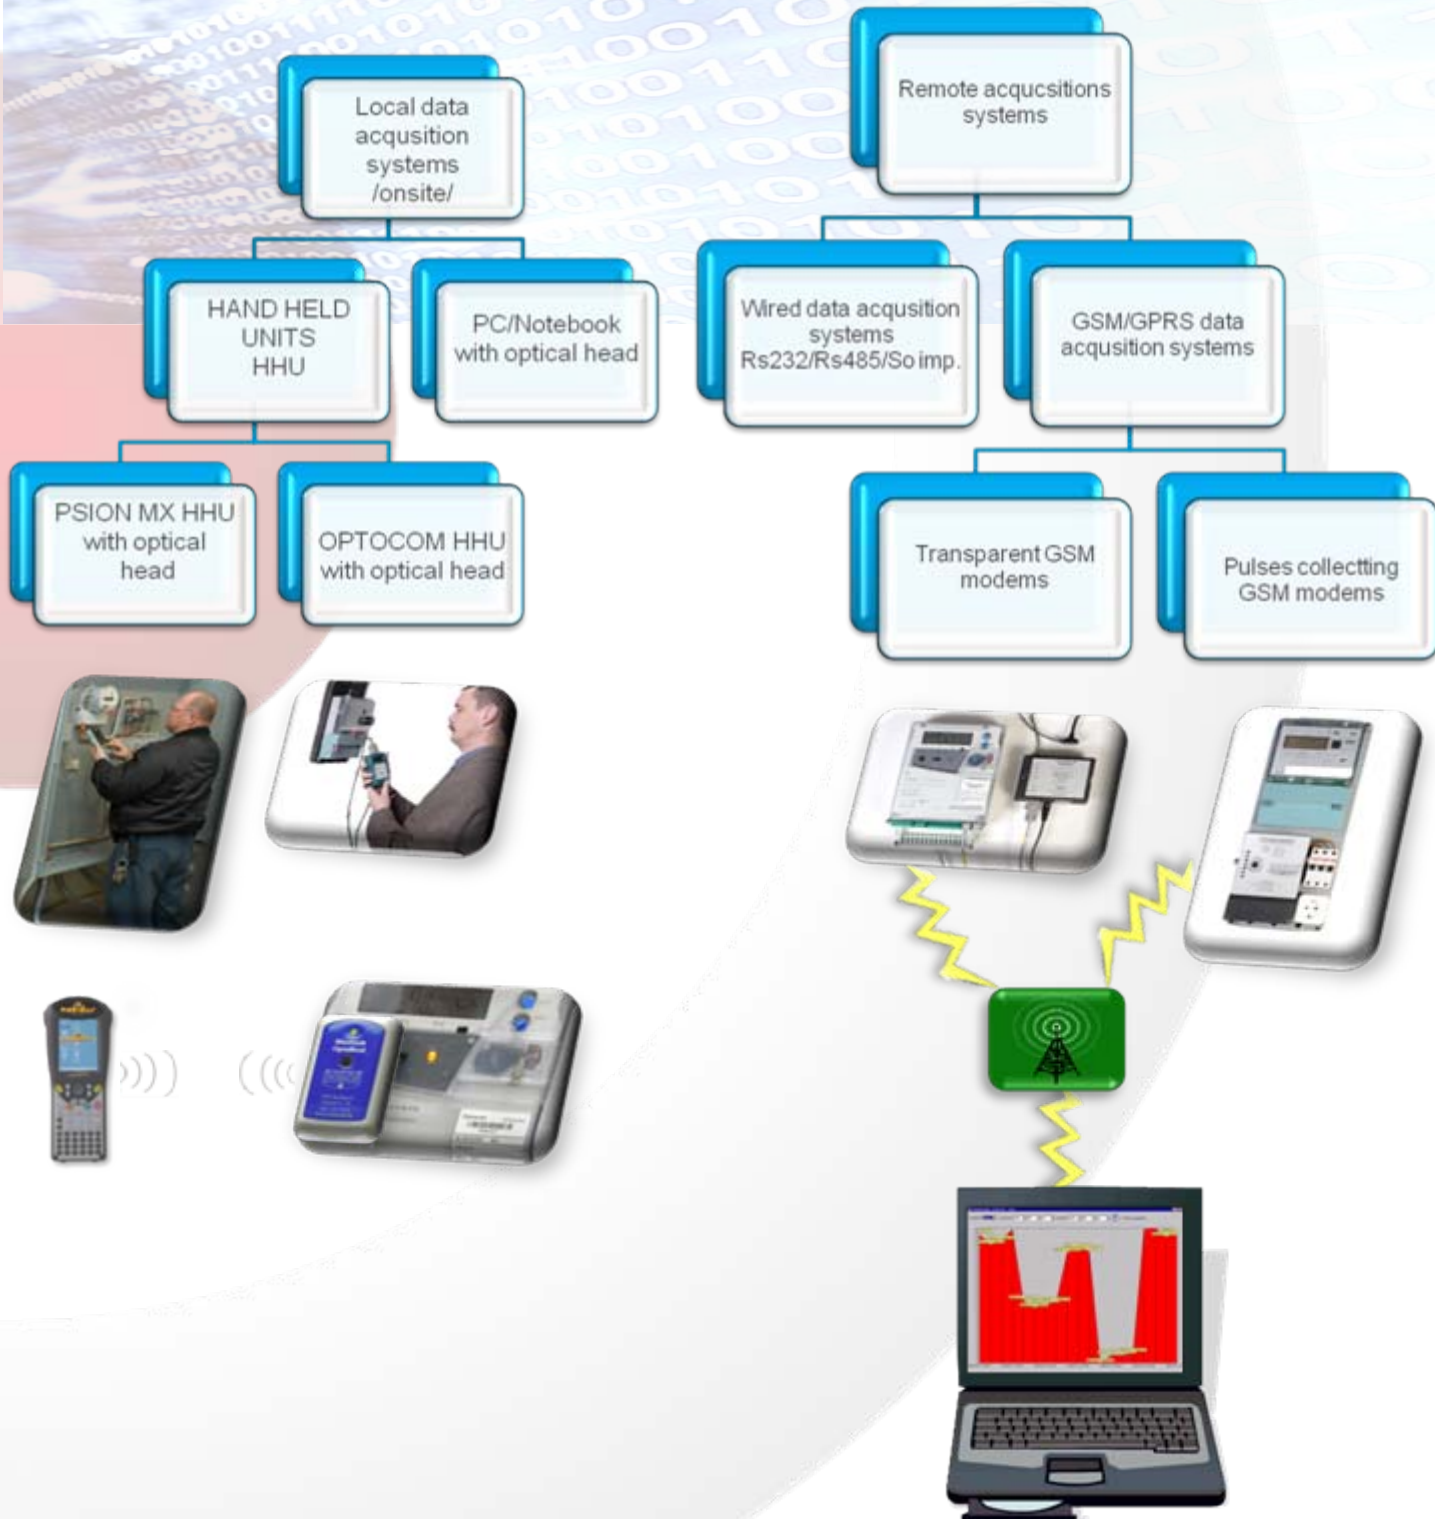 Local data
acqusition
systems
/onsite/
Remote acqucsitions
systems
HAND HELD
UNITS
HHU
PC/Notebook
with optical head
Wired data acqusition
systems
Rs232/Rs485/So imp.
GSM/GPRS data
acqusition systems
PSION MX HHU
with optical
head
OPTOCOM HHU
with optical head
Transparent GSM
modems
Pulses collectting
GSM modems